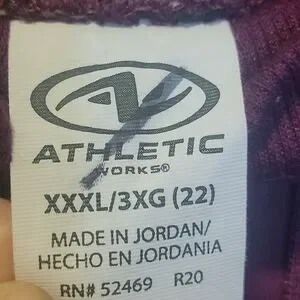 ATHLETIC
WORKS®
XXXL/3XG (22)
MADE IN JORDAN/
HECHO EN JORDANIA
RN# 52469 R20